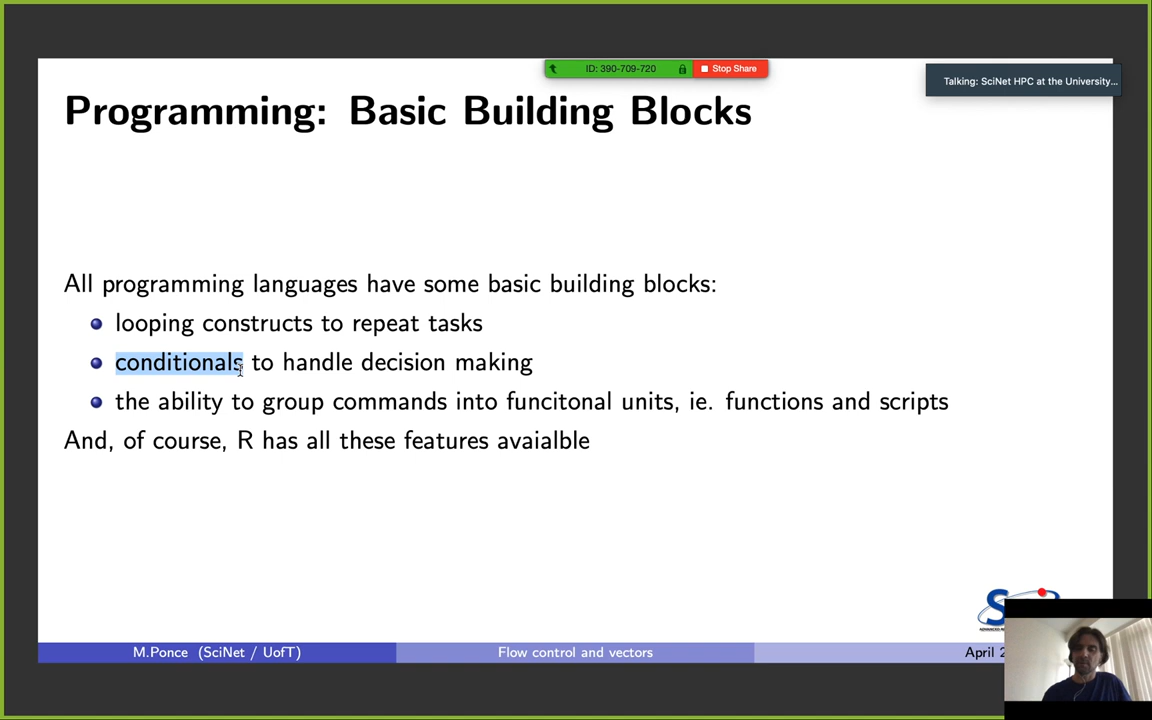 ID: 390-709-720
Stop Share
Talking: SciNet HPC at the University...
Programming: Basic Building Blocks
All programming languages have some basic building blocks:
looping constructs to repeat tasks
conditionals to handle decision making
the ability to group commands into funcitonal units, ie. functions and scripts
And, of course, R has all these features avaialble
M.Ponce (SciNet / UofT)
Flow control and vectors
April 2